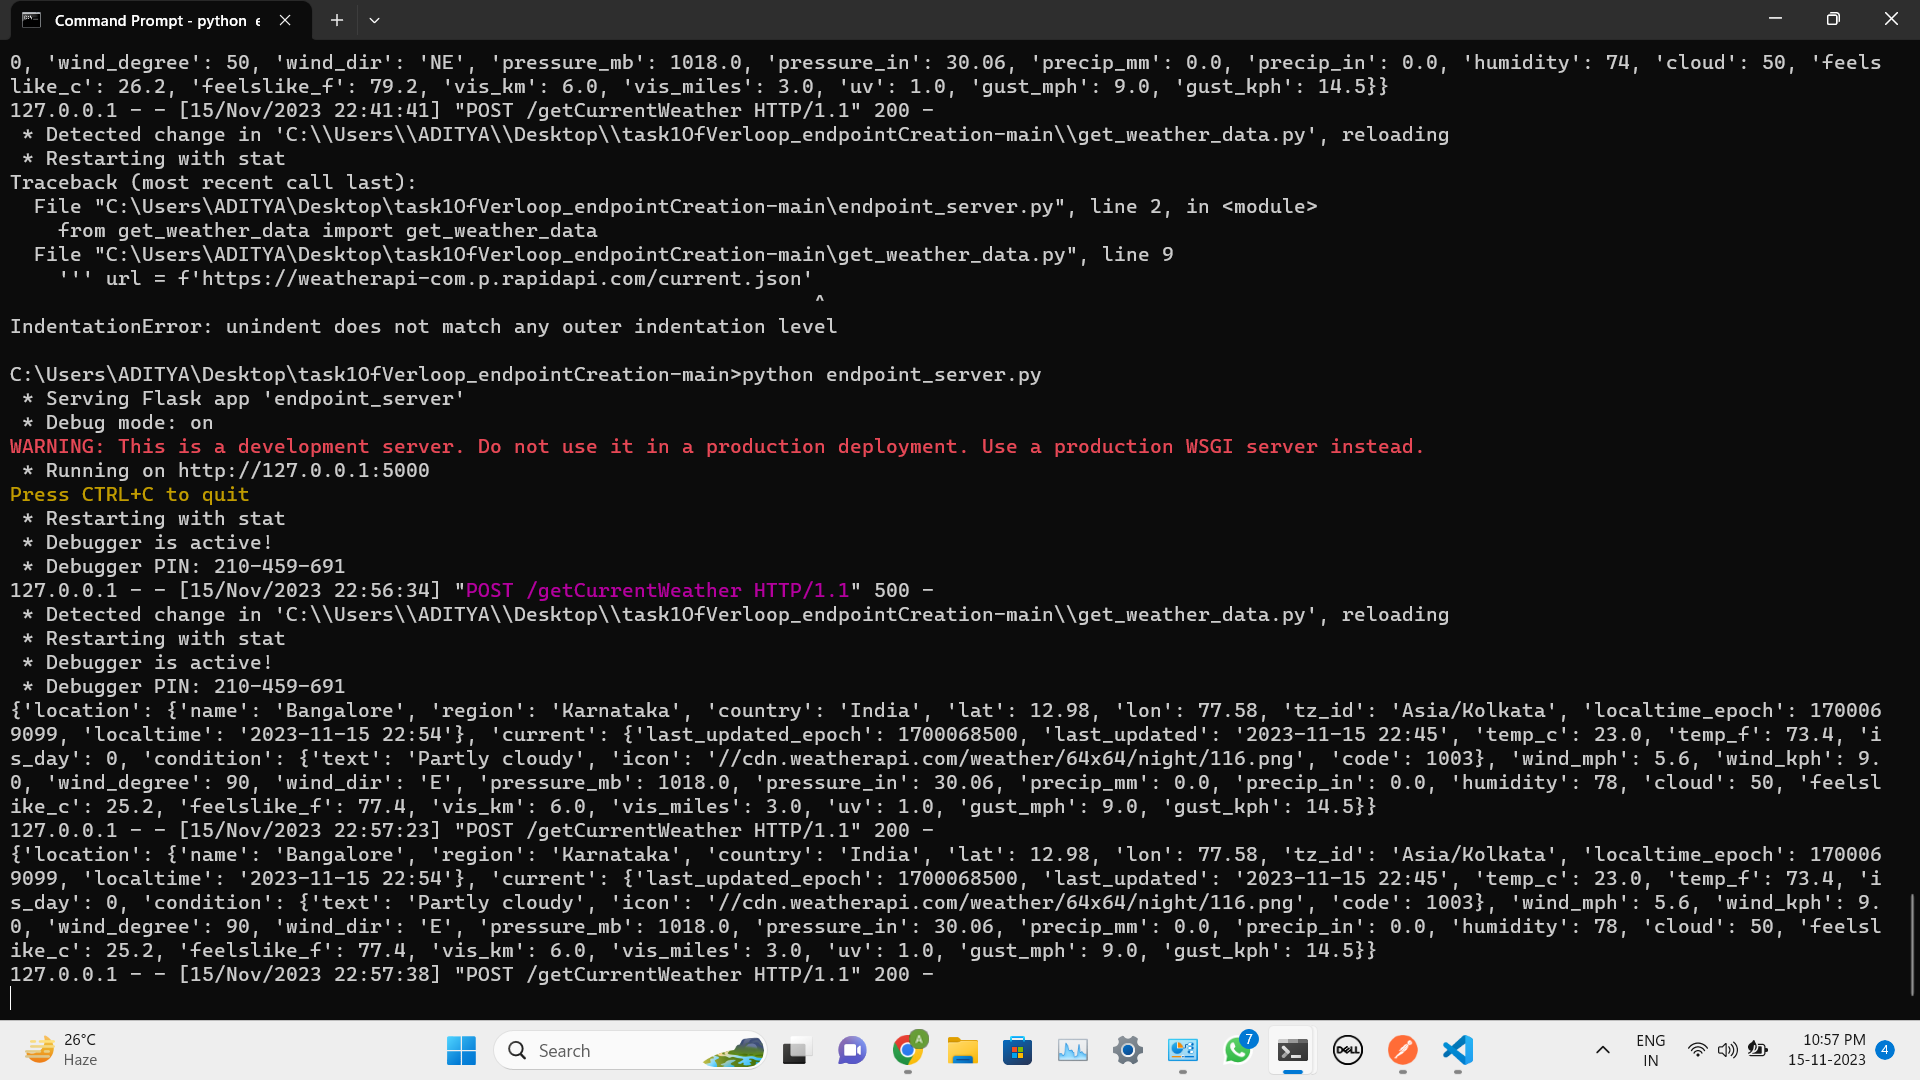 Command Prompt - python e
0, 'wind_degree': 50, 'wind_dir': 'NE', 'pressure_mb': 1018.0, 'pressure_in': 30.06, 'precip_mm': 0.0, 'precip_in': 0.0, 'humidity': 74, 'cloud': 50, 'feels
like_c': 26.2, 'feelslike_f': 79.2, 'vis_km': 6.0, 'vis_miles': 3.0, 'uv': 1.0, 'gust_mph': 9.0, 'gust_kph': 14.5}}
127.0.0.1 - - [15/Nov/2023 22:41:41] "POST /getCurrentWeather HTTP/1.1" 200 -
 * Detected change in 'C:\\Users\\ADITYA\\Desktop\\task1OfVerloop_endpointCreation-main\\get_weather_data.py', reloading
 * Restarting with stat
Traceback (most recent call last):
  File "C:\Users\ADITYA\Desktop\task1OfVerloop_endpointCreation-main\endpoint_server.py", line 2, in <module>
    from get_weather_data import get_weather_data
  File "C:\Users\ADITYA\Desktop\task1OfVerloop_endpointCreation-main\get_weather_data.py", line 9
    ''' url = f'https://weatherapi-com.p.rapidapi.com/current.json'
                                                                   ^
IndentationError: unindent does not match any outer indentation level
C:\Users\ADITYA\Desktop\task1OfVerloop_endpointCreation-main>python endpoint_server.py
 * Serving Flask app 'endpoint_server'
 * Debug mode: on
WARNING: This is a development server. Do not use it in a production deployment. Use a production WSGI server instead.
 * Running on http://127.0.0.1:5000
Press CTRL+C to quit
 * Restarting with stat
 * Debugger is active!
 * Debugger PIN: 210-459-691
127.0.0.1 - - [15/Nov/2023 22:56:34] "POST /getCurrentWeather HTTP/1.1" 500 -
 * Detected change in 'C:\\Users\\ADITYA\\Desktop\\task1OfVerloop_endpointCreation-main\\get_weather_data.py', reloading
 * Restarting with stat
 * Debugger is active!
 * Debugger PIN: 210-459-691
{'location': {'name': 'Bangalore', 'region': 'Karnataka', 'country': 'India', 'lat': 12.98, 'lon': 77.58, 'tz_id': 'Asia/Kolkata', 'localtime_epoch': 170006
9099, 'localtime': '2023-11-15 22:54'}, 'current': {'last_updated_epoch': 1700068500, 'last_updated': '2023-11-15 22:45', 'temp_c': 23.0, 'temp_f': 73.4, 'i
s_day': 0, 'condition': {'text': 'Partly cloudy', 'icon': '//cdn.weatherapi.com/weather/64x64/night/116.png', 'code': 1003}, 'wind_mph': 5.6, 'wind_kph': 9.
0, 'wind_degree': 90, 'wind_dir': 'E', 'pressure_mb': 1018.0, 'pressure_in': 30.06, 'precip_mm': 0.0, 'precip_in': 0.0, 'humidity': 78, 'cloud': 50, 'feelsl
ike_c': 25.2, 'feelslike_f': 77.4, 'vis_km': 6.0, 'vis_miles': 3.0, 'uv': 1.0, 'gust_mph': 9.0, 'gust_kph': 14.5}}
127.0.0.1 - - [15/Nov/2023 22:57:23] "POST /getCurrentWeather HTTP/1.1" 200 -
{'location': {'name': 'Bangalore', 'region': 'Karnataka', 'country': 'India', 'lat': 12.98, 'lon': 77.58, 'tz_id': 'Asia/Kolkata', 'localtime_epoch': 170006
9099, 'localtime': '2023-11-15 22:54'}, 'current': {'last_updated_epoch': 1700068500, 'last_updated': '2023-11-15 22:45', 'temp_c': 23.0, 'temp_f': 73.4, 'i
s_day': 0, 'condition': {'text': 'Partly cloudy', 'icon': '//cdn.weatherapi.com/weather/64x64/night/116.png', 'code': 1003}, 'wind_mph': 5.6, 'wind_kph': 9.
0, 'wind_degree': 90, 'wind_dir': 'E', 'pressure_mb': 1018.0, 'pressure_in': 30.06, 'precip_mm': 0.0, 'precip_in': 0.0, 'humidity': 78, 'cloud': 50, 'feelsl
ike_c': 25.2, 'feelslike_f': 77.4, 'vis_km': 6.0, 'vis_miles': 3.0, 'uv': 1.0, 'gust_mph': 9.0, 'gust_kph': 14.5}}
127.0.0.1 - - [15/Nov/2023 22:57:38] "POST /getCurrentWeather HTTP/1.1" 200 -
26°C
Haze
Search
A
7
DELL
ENG
IN
10:57 PM
15-11-2023
4